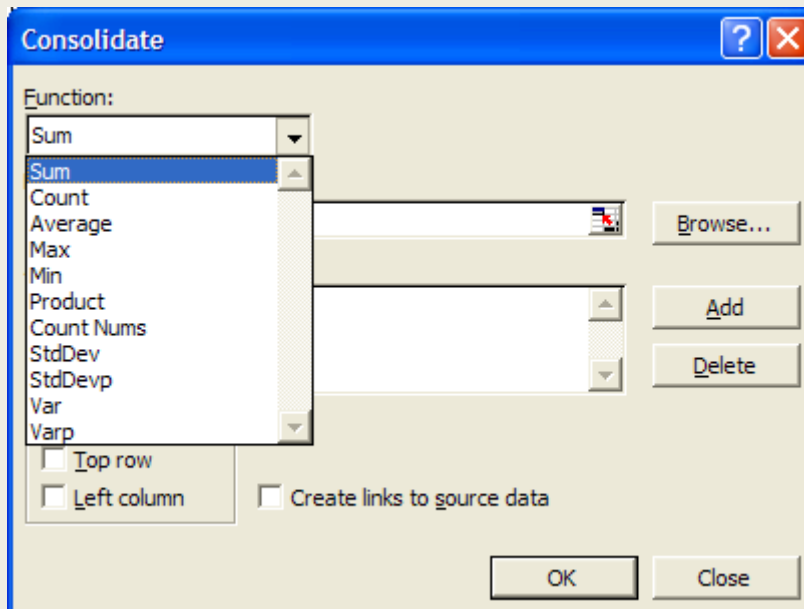 Consolidate
Function:
Sum
Sum
Count
Average
Max
Min
Product
Count Nums
StdDev
StdDevp
Var
Varp
Browse...
Add
Delete
Top row
Left column
Create links to source data
OK
Close